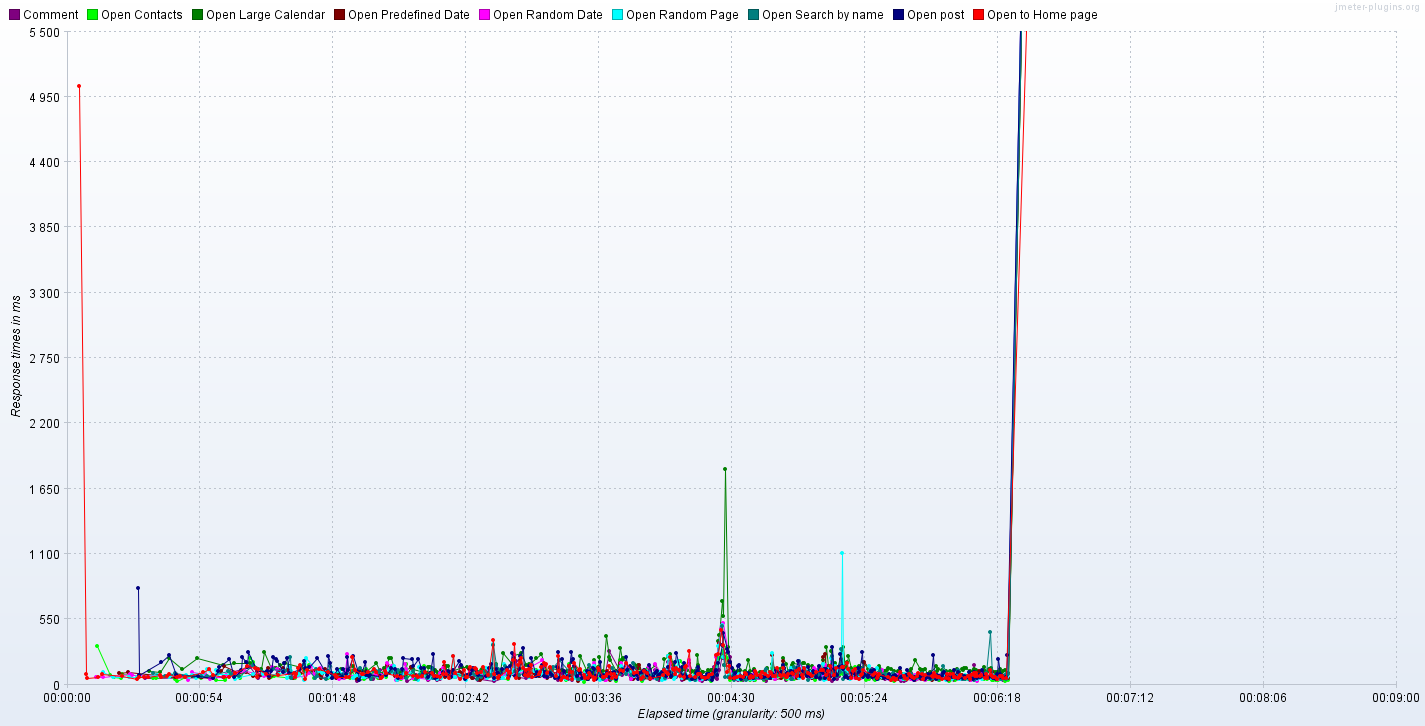 jmeter-plugins.org
Comment Open Contacts Open Large Calendar Open Predefined Date Open Random Date Open Random Page Open Search by name Open post Open to Home page
5 500
4 950
4 400
3 850
3 300
2 750
2 200
1 650
1 100
550
0
Response times in ms
00:00:00 00:00:54 00:01:48 00:02:42 00:03:36 00:04:30 00:05:24 00:06:18 00:07:12 00:08:06 00:09:00
Elapsed time (granularity: 500 ms)